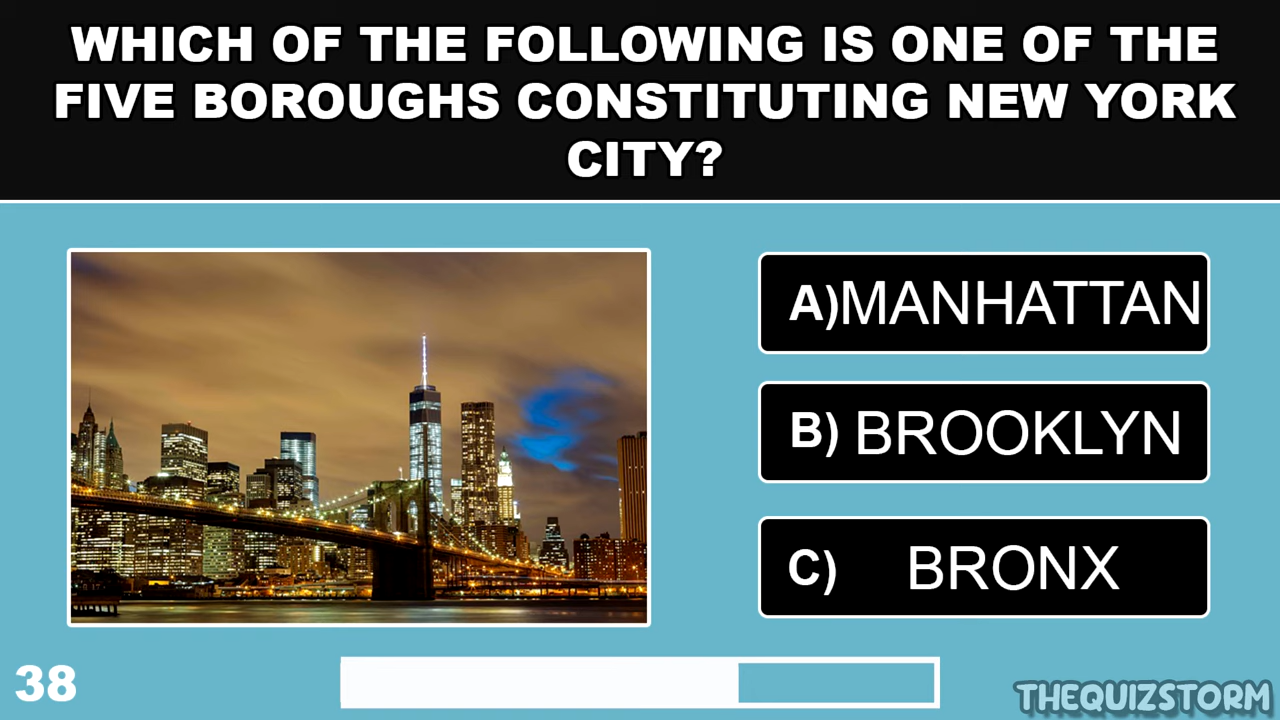 WHICH OF THE FOLLOWING IS ONE OF THE
FIVE BOROUGHS CONSTITUTING NEW YORK
CITY?
A)MANHATTAN
B) BROOKLYN
C) BRONX
38
THEQUIZSTORM